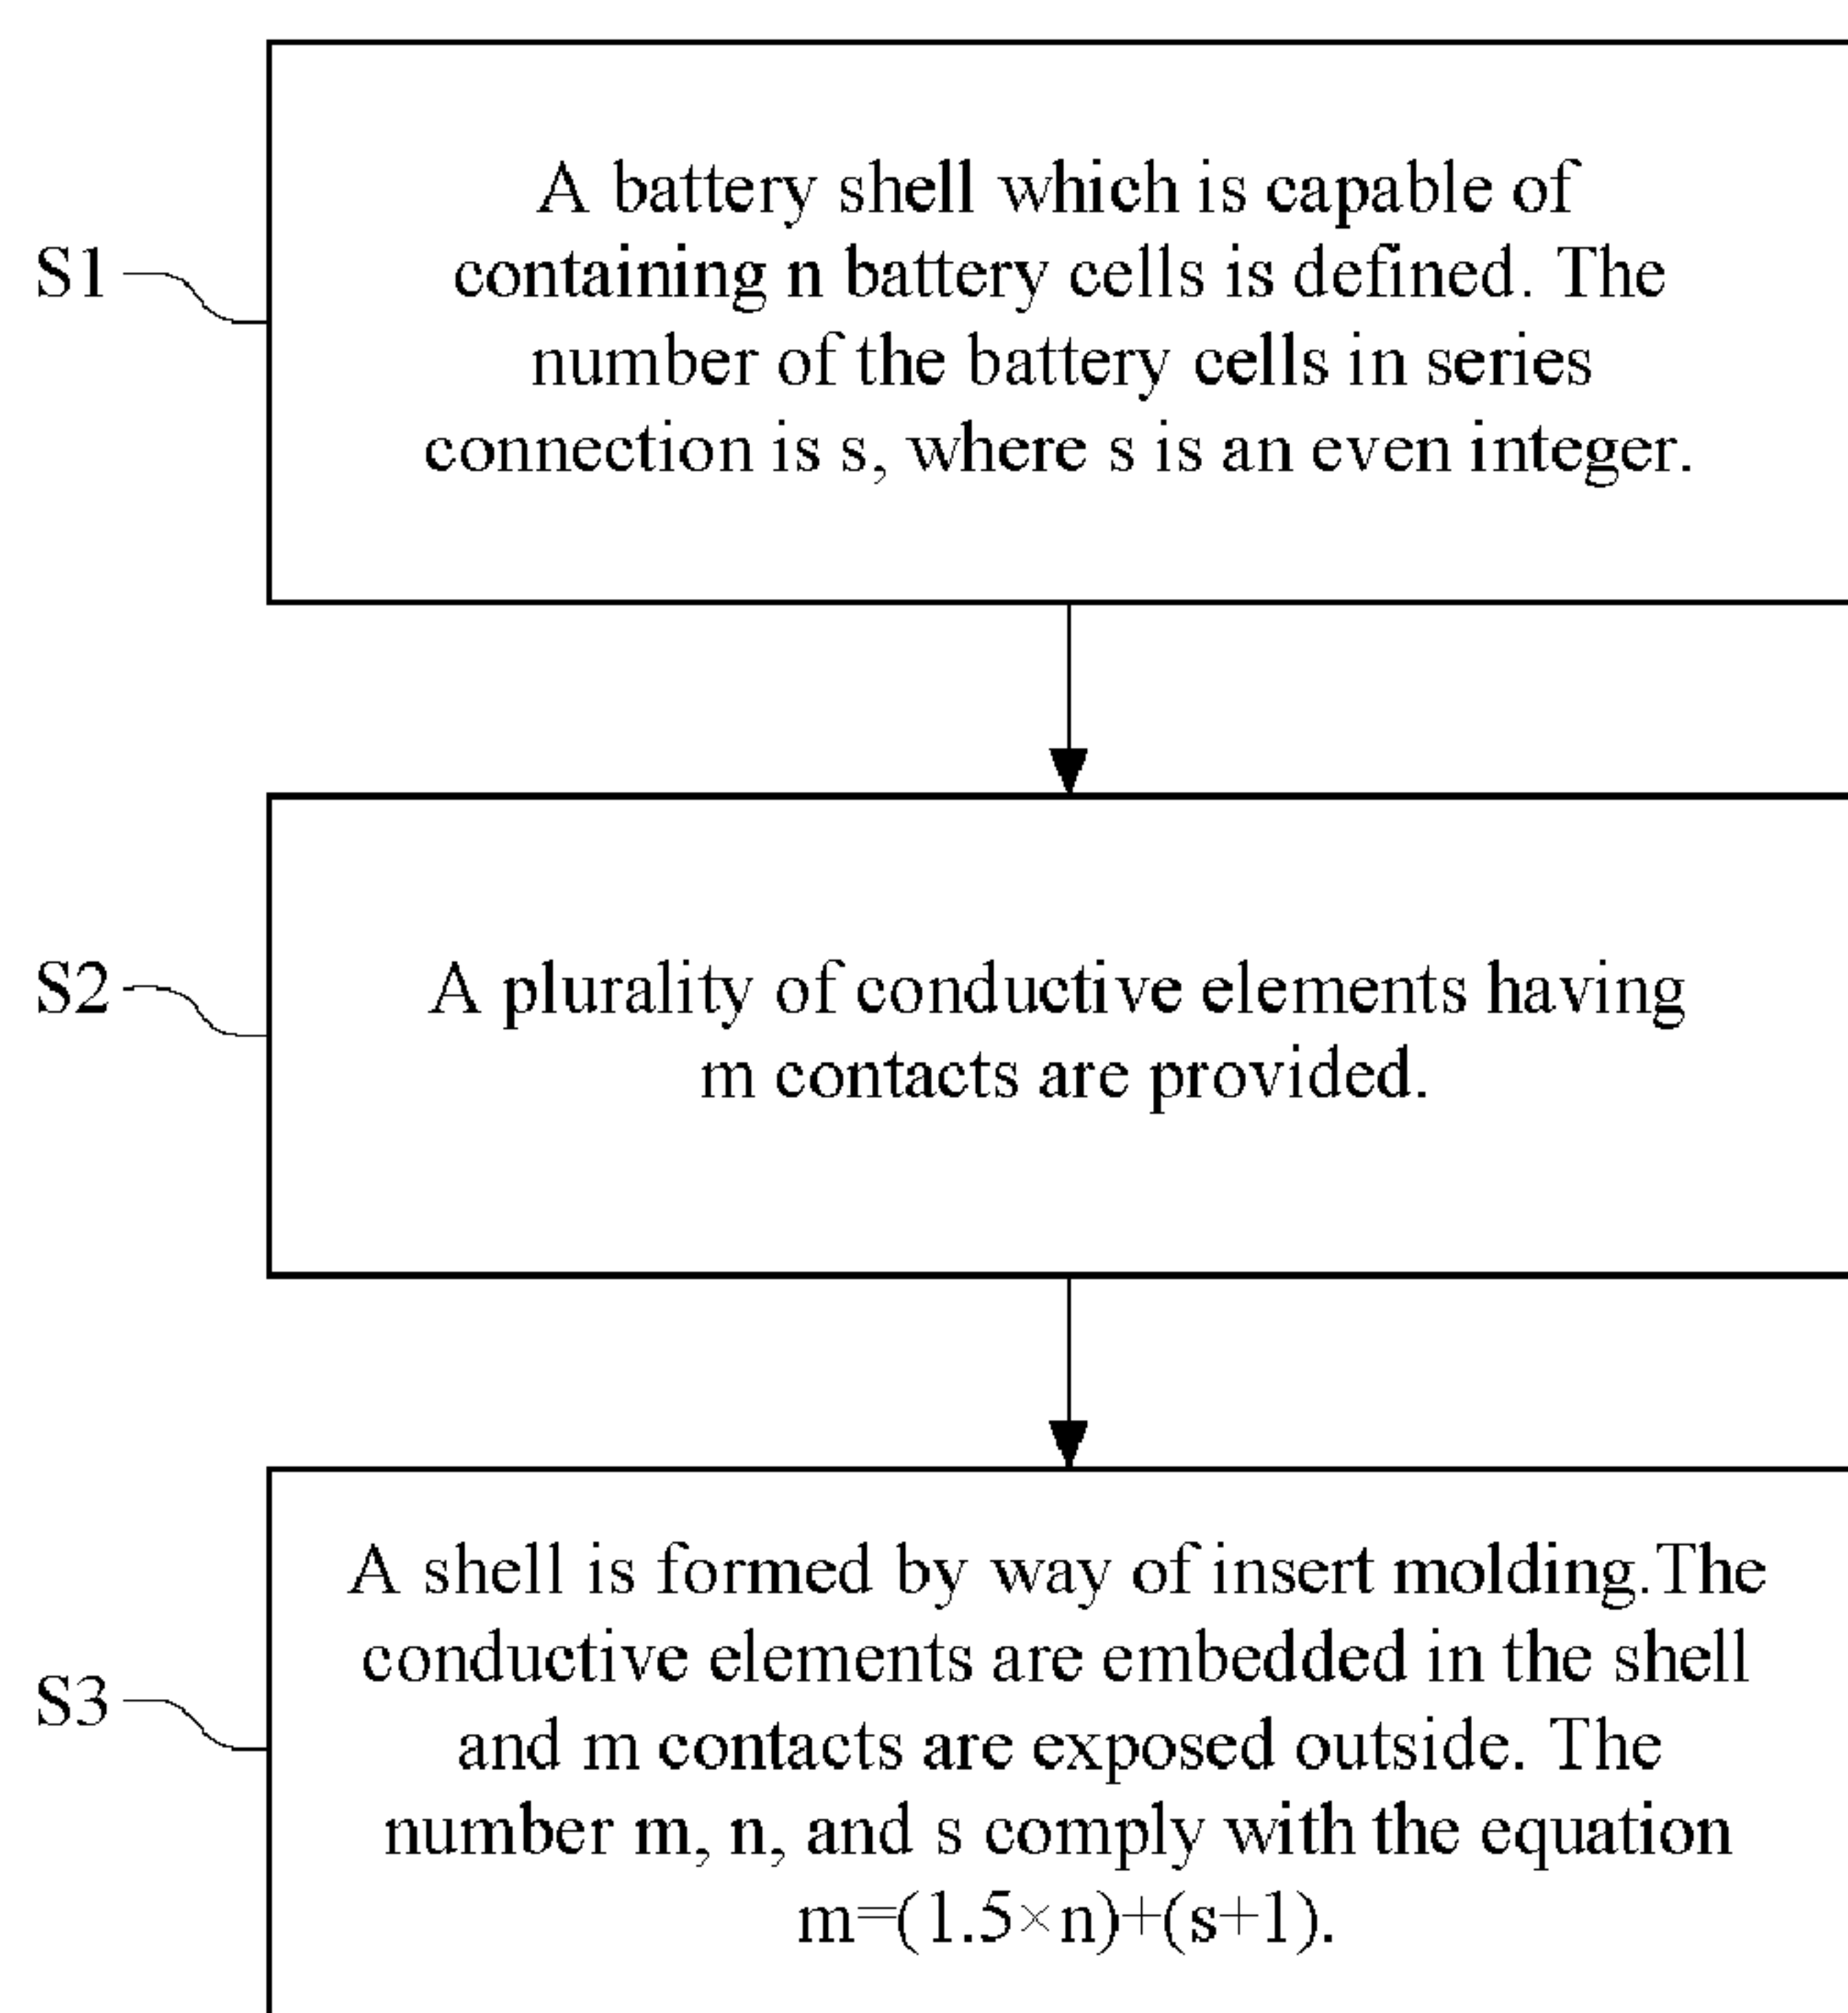 A battery shell which is capable of
containing n battery cells is defined. The
number of the battery cells in series
connection is s, where s is an even integer.
S1
A plurality of conductive elements having
m contacts are provided.
S2
A shell is formed by way of insert molding.The
conductive elements are embedded in the shell
and m contacts are exposed outside. The
number m, n, and s comply with the equation
m=(1.5×n)+(s+1).
S3